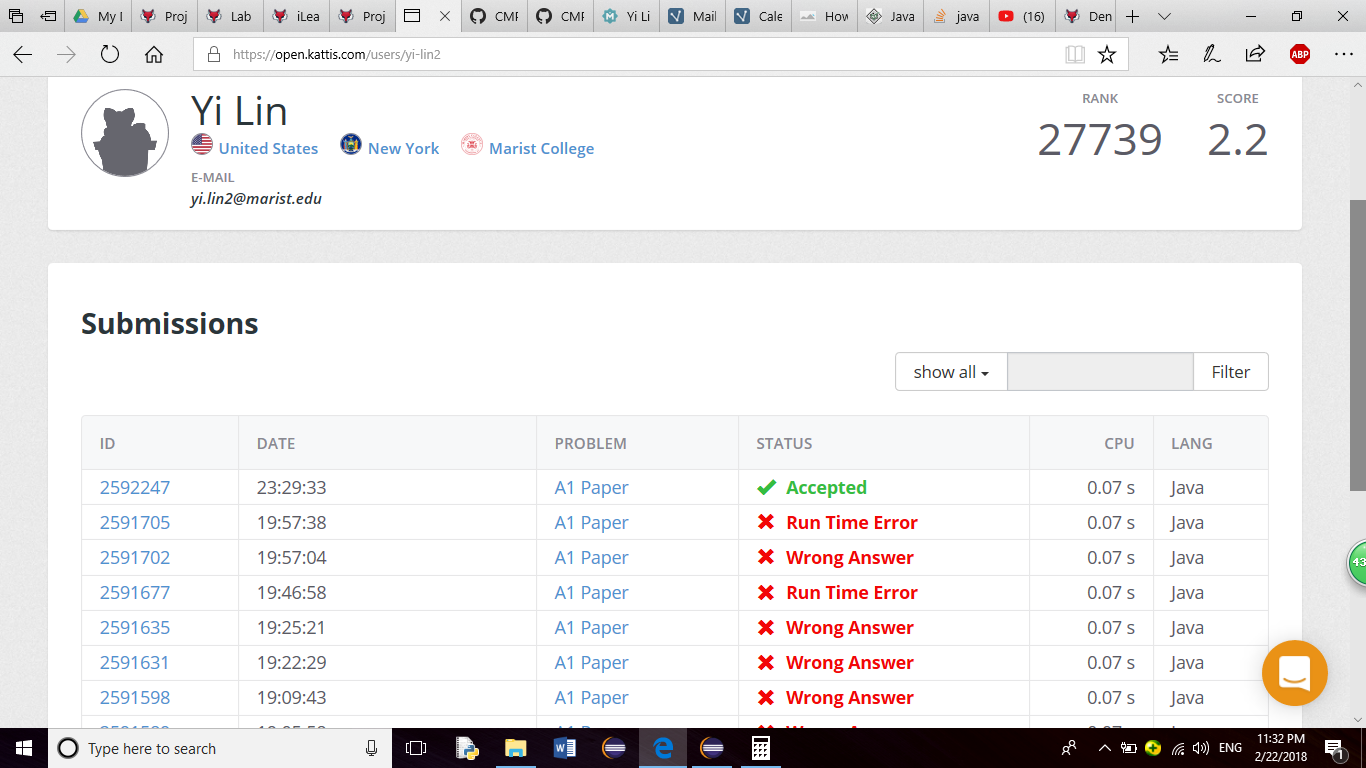 My I
Proj
Lab
iLea
Proj
CMF
CMF
Yi Li
Mail
Cale
How
Java
java
(16)
Den
https://open.kattis.com/users/yi-lin2
ABP
Yi Lin
United States New York Marist College
E-MAIL
yi.lin2@marist.edu
RANK SCORE
27739 2.2
Submissions
show all Filter
ID DATE PROBLEM STATUS CPU LANG
2592247 23:29:33 A1 Paper Accepted 0.07 s Java
2591705 19:57:38 A1 Paper Run Time Error 0.07 s Java
2591702 19:57:04 A1 Paper Wrong Answer 0.07 s Java
2591677 19:46:58 A1 Paper Run Time Error 0.07 s Java
2591635 19:25:21 A1 Paper Wrong Answer 0.07 s Java
2591631 19:22:29 A1 Paper Wrong Answer 0.07 s Java
2591598 19:09:43 A1 Paper Wrong Answer 0.07 s Java
43
Type here to search
ENG
11:32 PM
2/22/2018
1